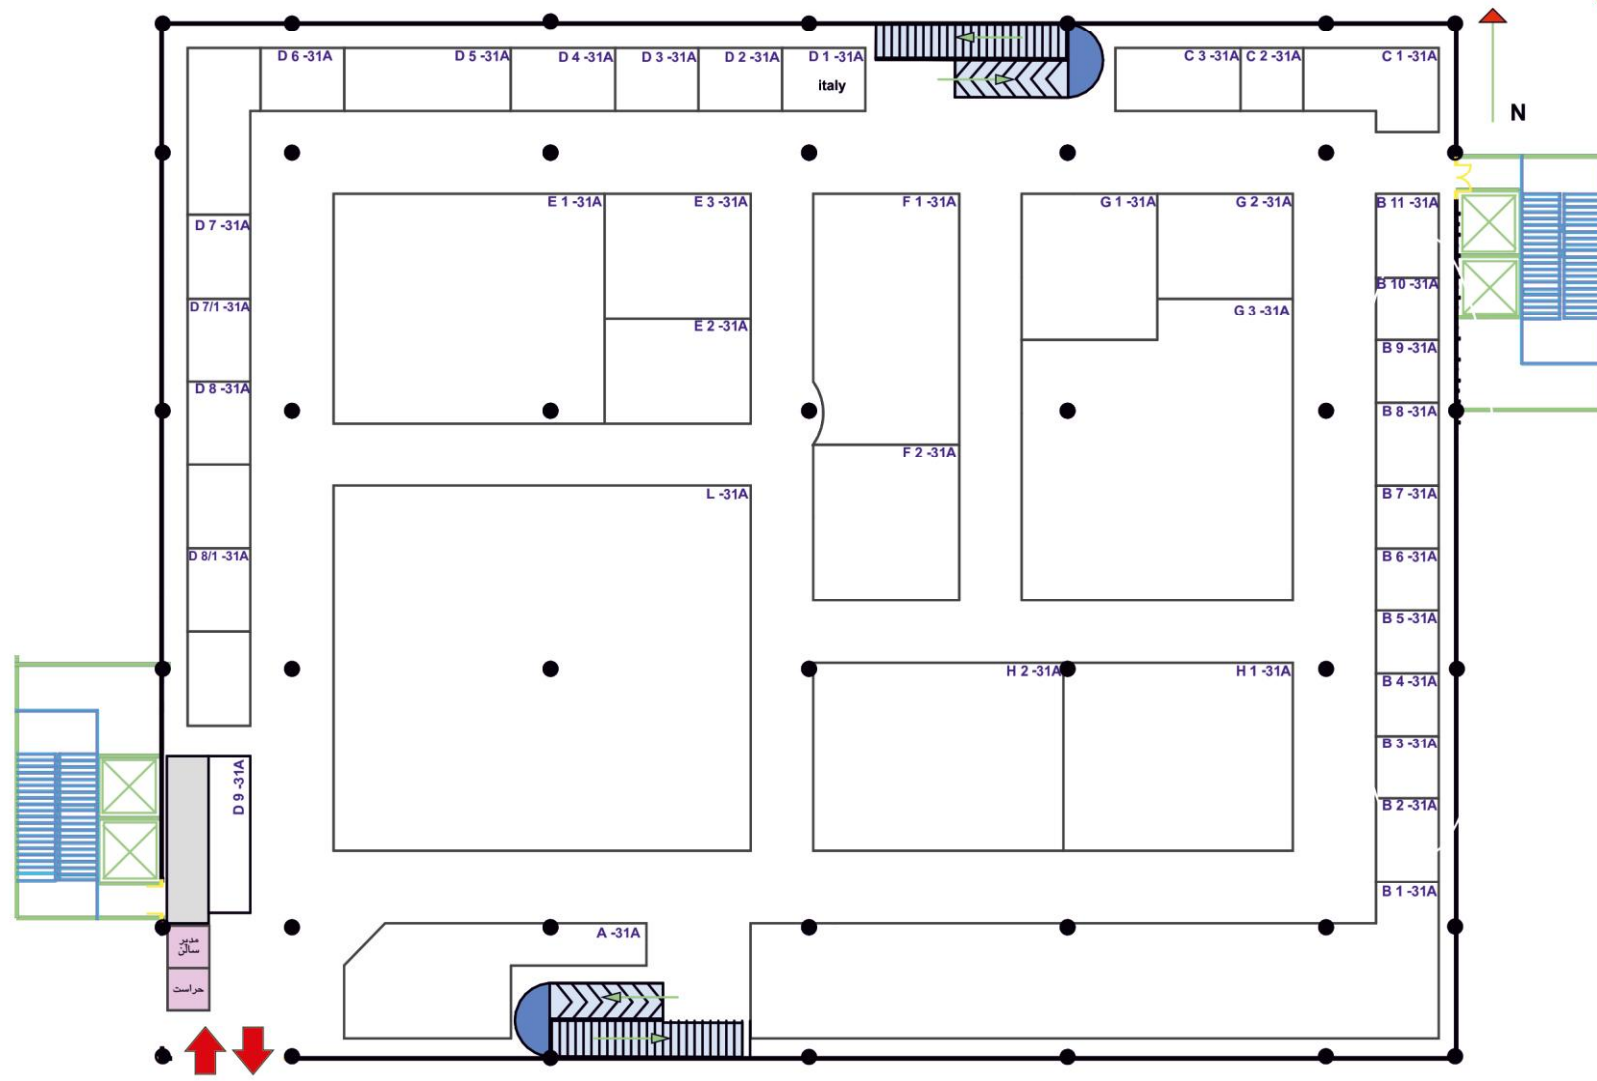 D 6 -31A
D 5 -31A
D 4 -31A
D 3 -31A
D 2 -31A
D 1 -31A
italy
C 3 -31A
C 2 -31A
C 1 -31A
N
E 1 -31A
E 3 -31A
F 1 -31A
G 1 -31A
G 2 -31A
B 11 -31A
D 7 -31A
B 10 -31A
D 7/1 -31A
G 3 -31A
E 2 -31A
B 9 -31A
D 8 -31A
B 8 -31A
F 2 -31A
L -31A
B 7 -31A
D 8/1 -31A
B 6 -31A
B 5 -31A
H 2 -31A
H 1 -31A
B 4 -31A
B 3 -31A
D 9 -31A
B 2 -31A
B 1 -31A
A -31A
مدیر
سالن
حراست